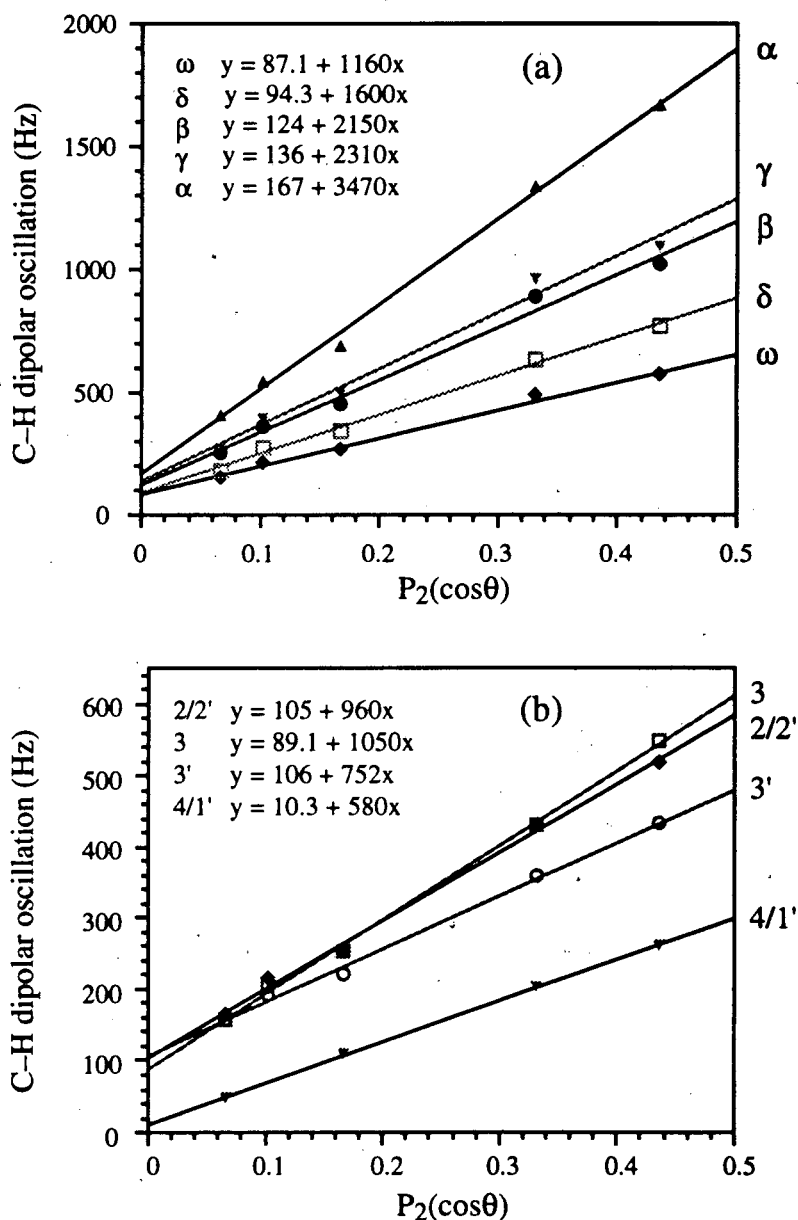 2000
1500
1000
500
0
C–H dipolar oscillation (Hz)
ω y = 87.1 + 1160x
δ y = 94.3 + 1600x
β y = 124 + 2150x
γ y = 136 + 2310x
α y = 167 + 3470x
(a)
α
γ
β
δ
ω
0 0.1 0.2 0.3 0.4 0.5
P₂(cosθ)
600
500
400
300
200
100
0
C–H dipolar oscillation (Hz)
2/2' y = 105 + 960x
3 y = 89.1 + 1050x
3' y = 106 + 752x
4/1' y = 10.3 + 580x
(b)
3
2/2'
3'
4/1'
0 0.1 0.2 0.3 0.4 0.5
P₂(cosθ)